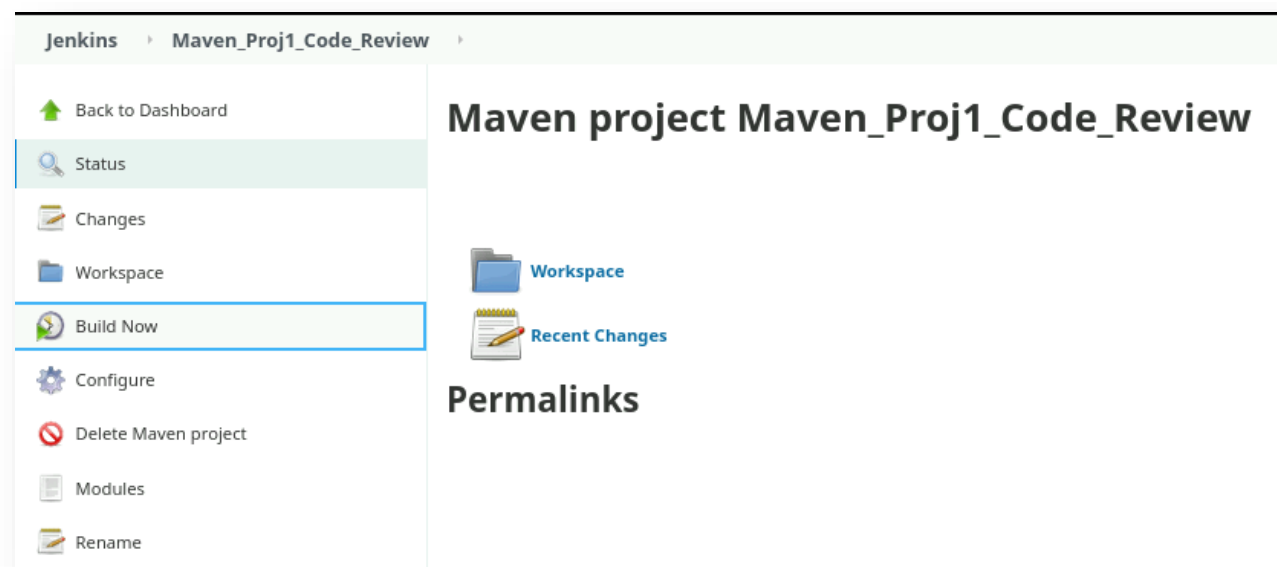 Jenkins Maven_Proj1_Code_Review
Back to Dashboard
Status
Changes
Workspace
Build Now
Configure
Delete Maven project
Modules
Rename
Maven project Maven_Proj1_Code_Review
Workspace
Recent Changes
Permalinks